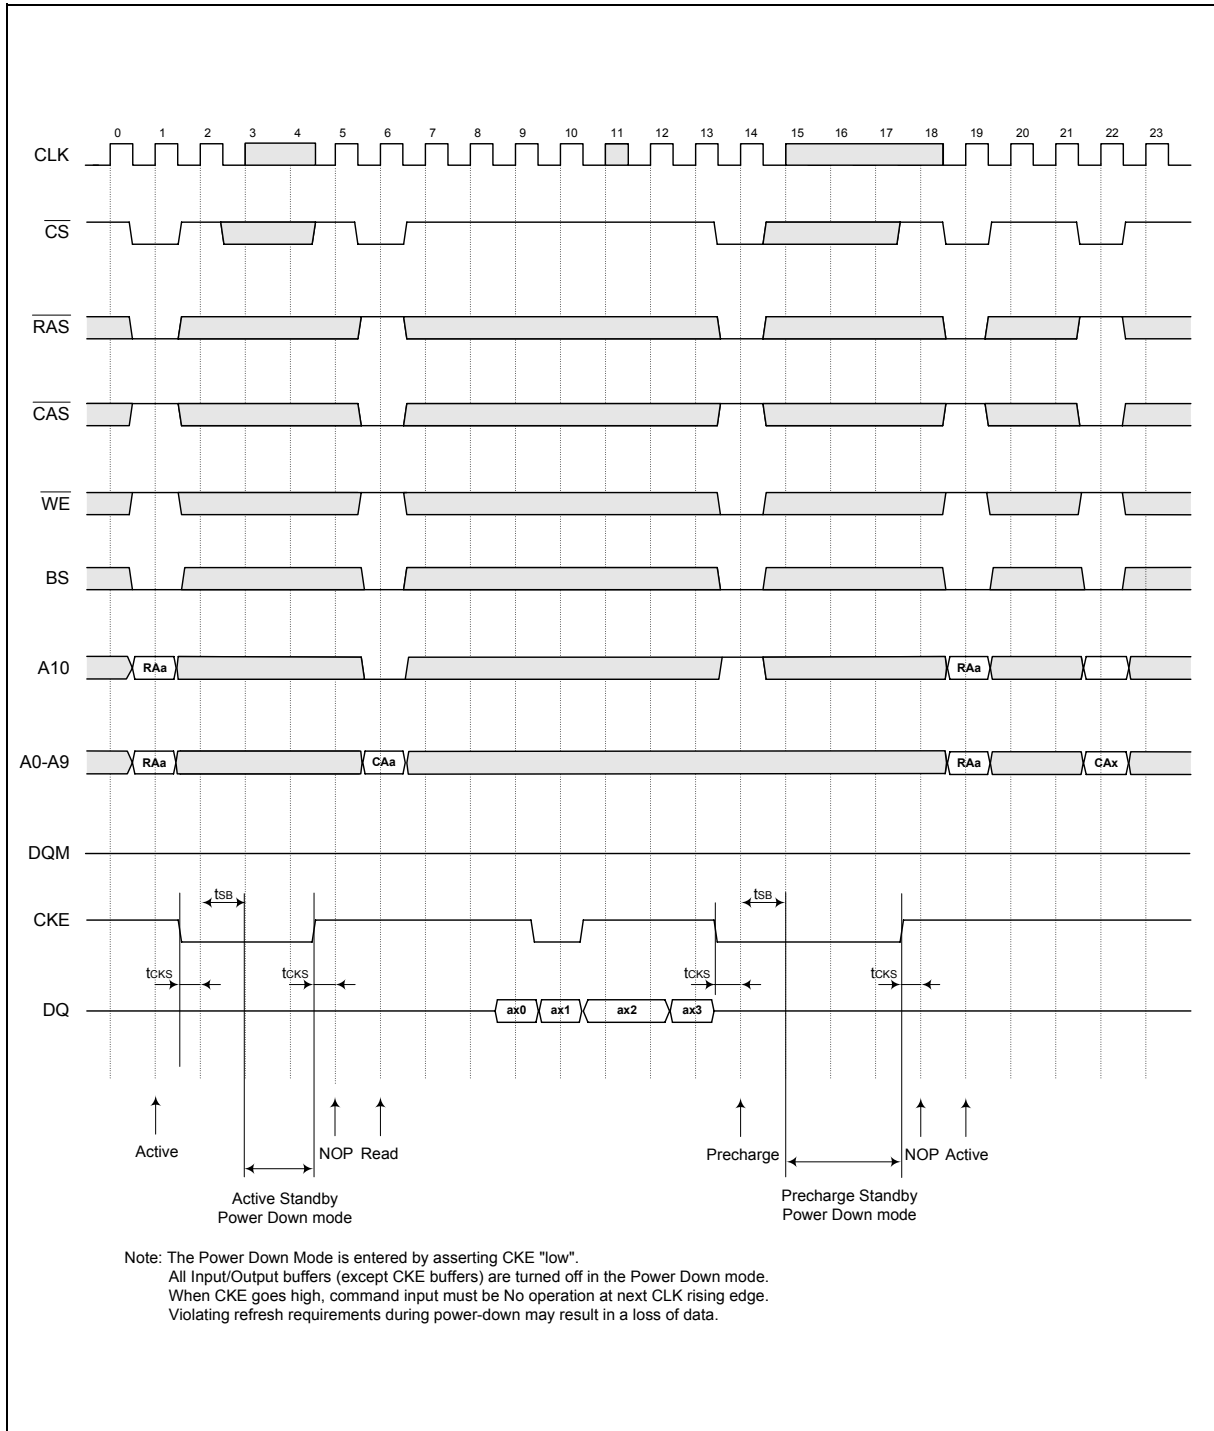 0 1 2 3 4 5 6 7 8 9 10 11 12 13 14 15 16 17 18 19 20 21 22 23
CLK
CS
RAS
CAS
WE
BS
A10 RAa RAa
A0-A9 RAa CAa RAa CAx
DQM
tSB tSB
CKE
tCKS tCKS tCKS tCKS
DQ ax0 ax1 ax2 ax3
Active NOP Read Precharge NOP Active
Active Standby
Power Down mode
Precharge Standby
Power Down mode
Note: The Power Down Mode is entered by asserting CKE "low".
All Input/Output buffers (except CKE buffers) are turned off in the Power Down mode.
When CKE goes high, command input must be No operation at next CLK rising edge.
Violating refresh requirements during power-down may result in a loss of data.